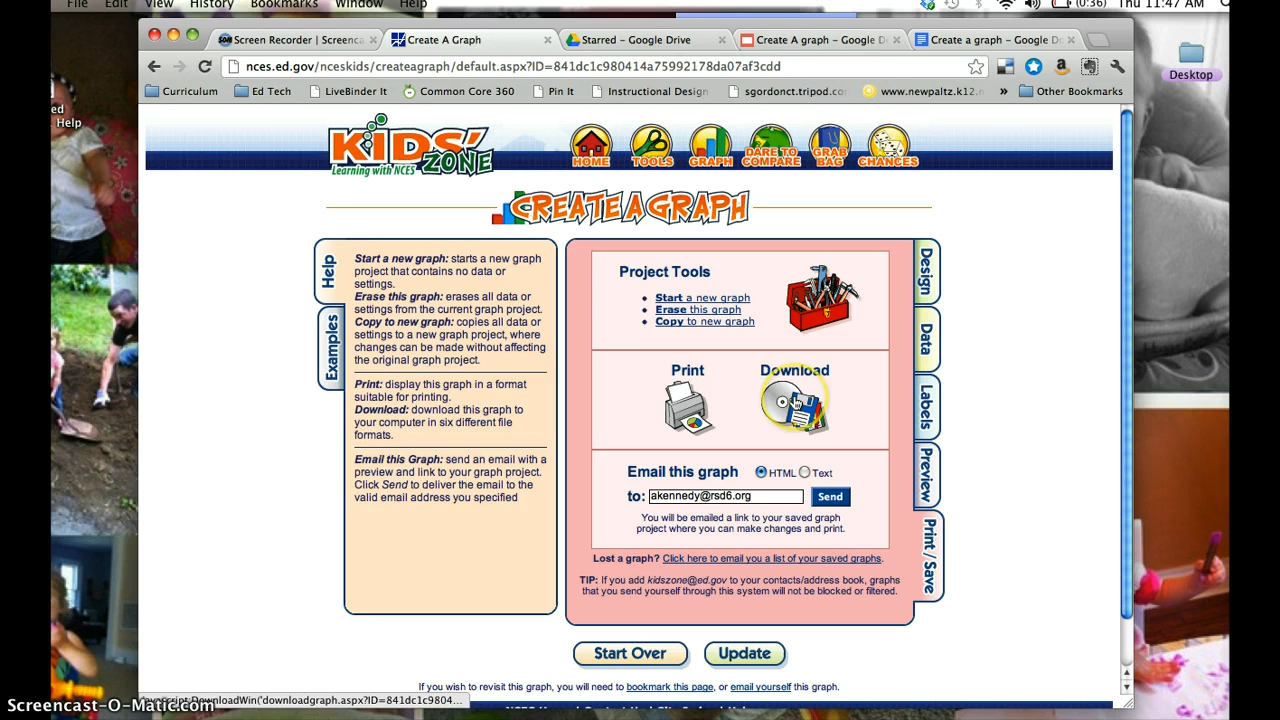 File Edit View History Bookmarks Window Help (0:36) Thu 11:47 AM
Screen Recorder | Screenca
Create A Graph
Starred - Google Drive
Create A graph - Google D
Create a graph - Google D
nces.ed.gov/nceskids/createagraph/default.aspx?ID=841dc1c980414a75992178da07af3cdd
Curriculum Ed Tech LiveBinder It Common Core 360 Pin It Instructional Desig sgordonct.tripod.con www.newpaltz.k12.n » Other Bookmarks
Desktop
ed
Help
KIDS' ZONE
Learning with NCES
HOME
TOOLS
GRAPH
DARE TO COMPARE
GRAB BAG
CHANCES
CREATE A GRAPH
Help
Examples
Start a new graph: starts a new graph
project that contains no data or
settings.
Erase this graph: erases all data or
settings from the current graph project.
Copy to new graph: copies all data or
settings to a new graph project, where
changes can be made without affecting
the original graph project.
Print: display this graph in a format
suitable for printing.
Download: download this graph to
your computer in six different file
formats.
Email this Graph: send an email with a
preview and link to your graph project.
Click Send to deliver the email to the
valid email address you specified
Project Tools
• Start a new graph
• Erase this graph
• Copy to new graph
Print
Download
Email this graph HTML Text
to: akennedy@rsd6.org Send
You will be emailed a link to your saved graph
project where you can make changes and print.
Lost a graph? Click here to email you a list of your saved graphs.
TIP: If you add kidszone@ed.gov to your contacts/address book, graphs
that you send yourself through this system will not be blocked or filtered.
Design
Data
Labels
Preview
Print / Save
Start Over
Update
If you wish to revisit this graph, you will need to bookmark this page, or email yourself this graph.
javascript:DownloadWin('downloadgraph.aspx?ID=841dc1c9804...
Screencast-O-Matic.com